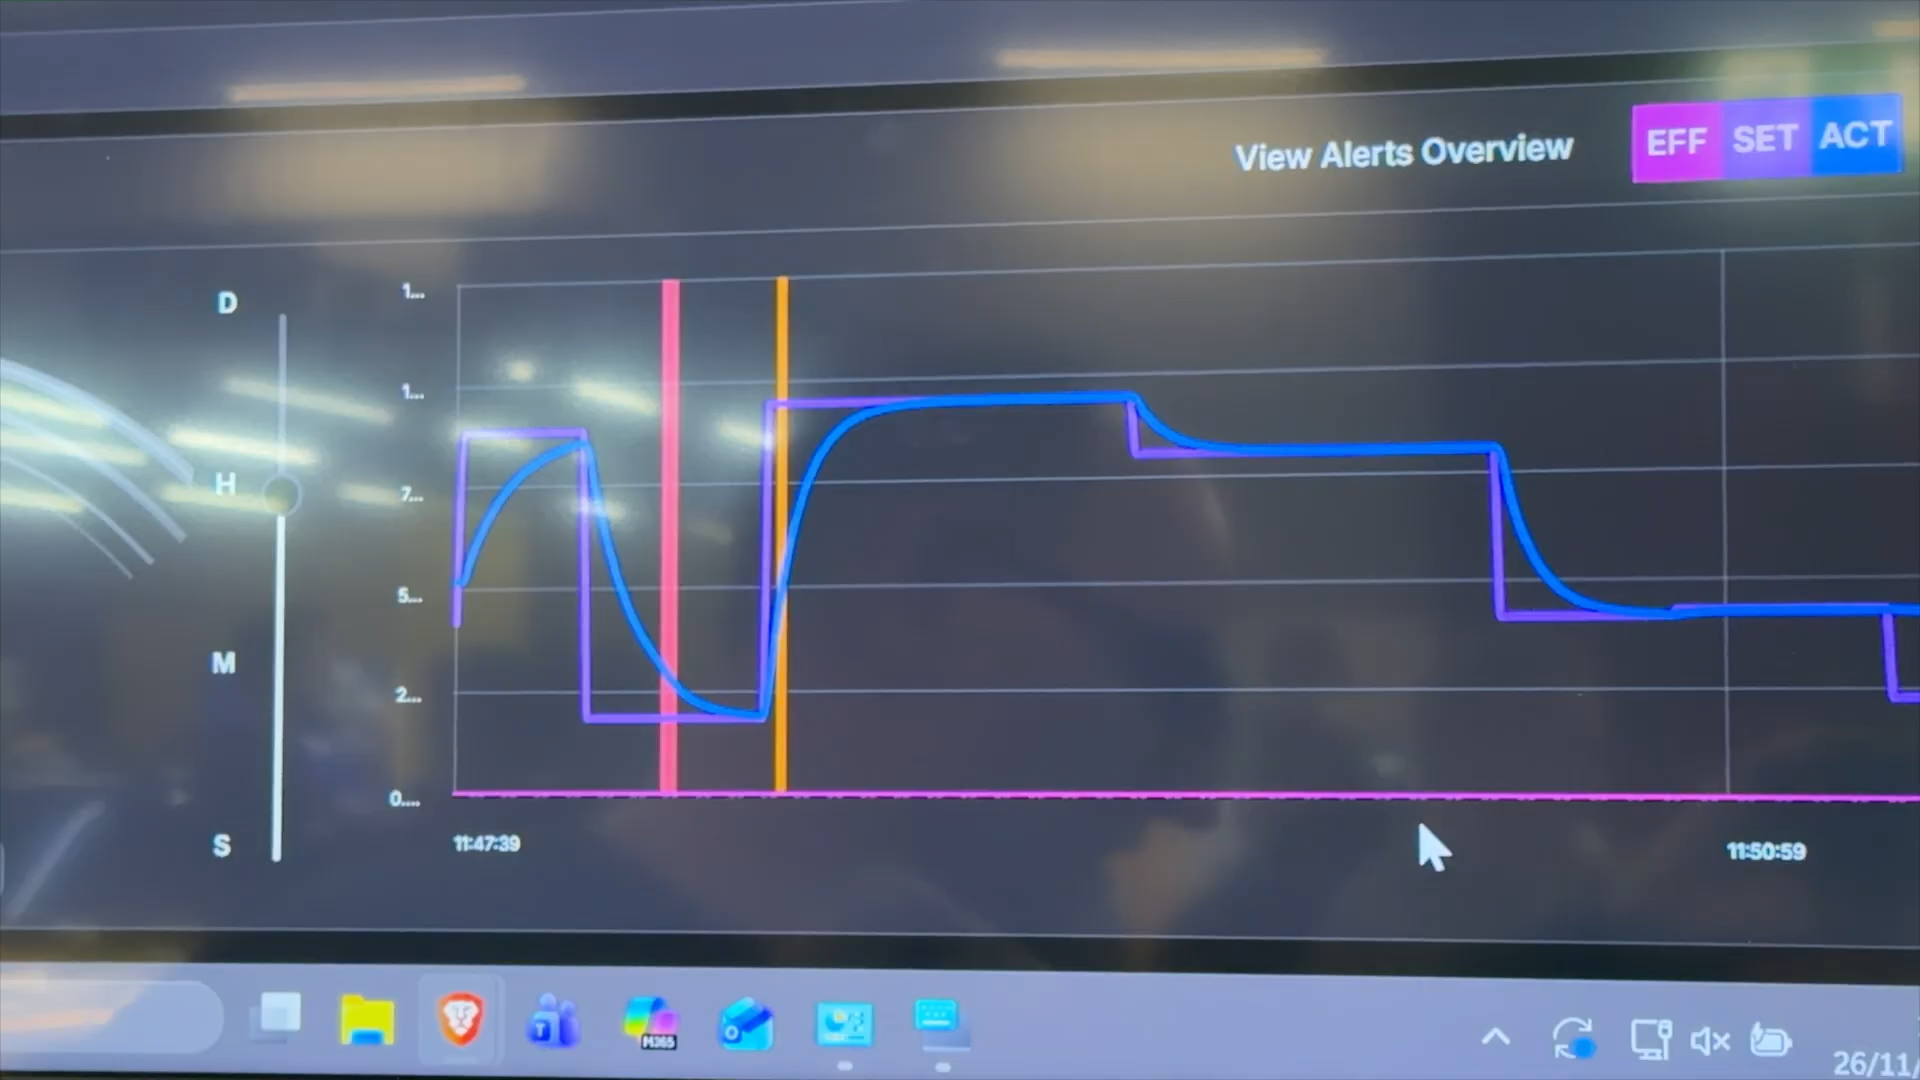 View Alerts Overview
EFF SET ACT
D
H
M
S
1...
1...
7...
5...
2...
0....
11:47:39
11:50:59
T
M365
O
26/11/